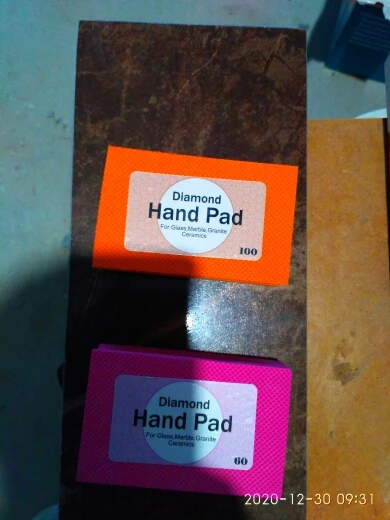 Diamond
Hand Pad
For Glass,Marble,Granite
Ceramics
100
Diamond
Hand Pad
For Glass,Marble,Granite
Ceramics
60
2020-12-30 09:31